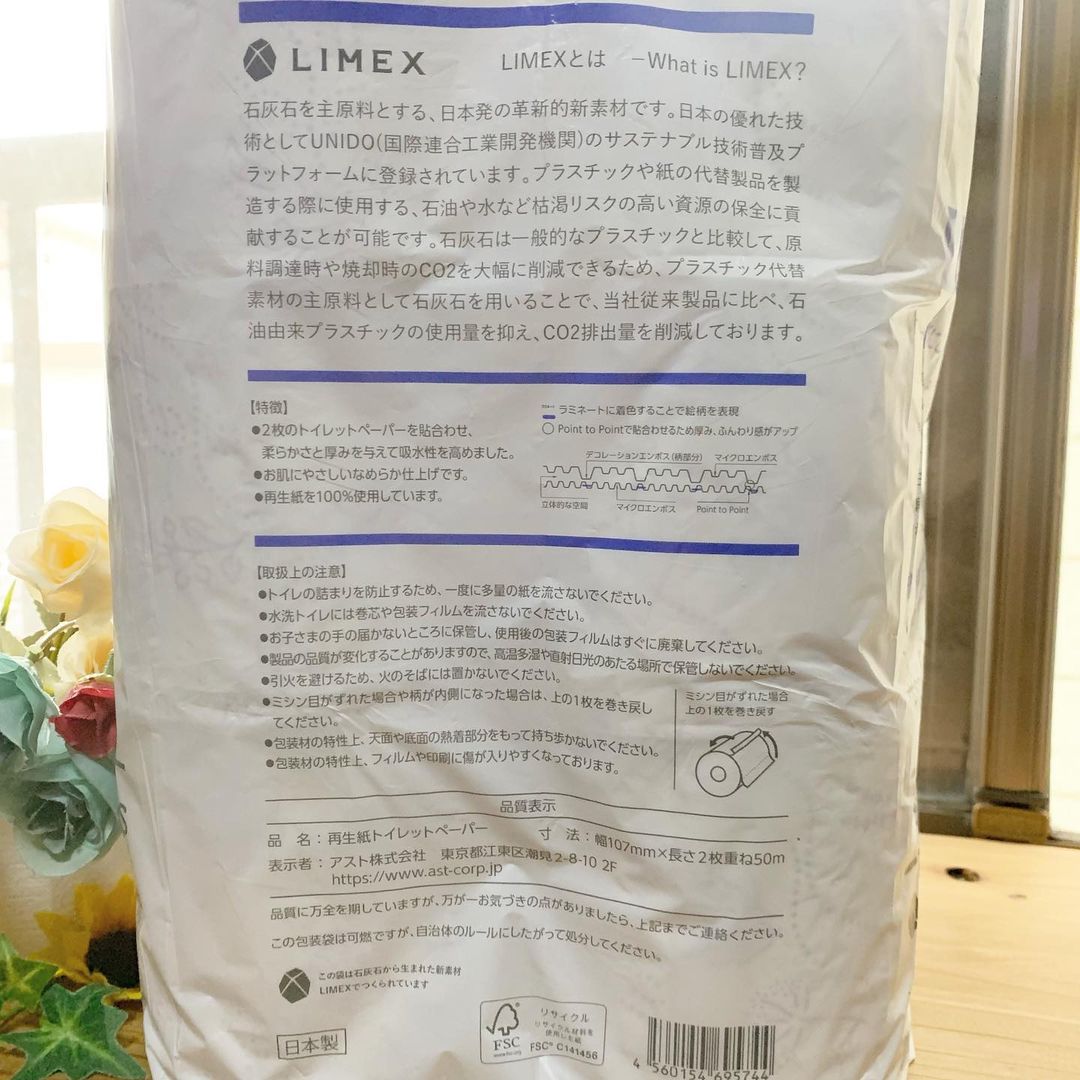 LIMEX LIMEXとは －What is LIMEX?
石灰石を主原料とする、日本発の革新的新素材です。日本の優れた技
術としてUNIDO(国際連合工業開発機関)のサステナブル技術普及プ
ラットフォームに登録されています。プラスチックや紙の代替製品を製
造する際に使用する、石油や水など枯渇リスクの高い資源の保全に貢
献することが可能です。石灰石は一般的なプラスチックと比較して、原
料調達時や焼却時のCO2を大幅に削減できるため、プラスチック代替
素材の主原料として石灰石を用いることで、当社従来製品に比べ、石
油由来プラスチックの使用量を抑え、CO2排出量を削減しております。
【特徴】
●2枚のトイレットペーパーを貼合わせ、
柔らかさと厚みを与えて吸水性を高めました。
●お肌にやさしいなめらか仕上げです。
●再生紙を100%使用しています。
ラミネートに着色することで絵柄を表現
○ Point to Pointで貼合わせるため厚み、ふんわり感がアップ
デコレーションエンボス(柄部分) マイクロエンボス
立体的な空間 マイクロエンボス Point to Point
【取扱上の注意】
●トイレの詰まりを防止するため、一度に多量の紙を流さないでください。
●水洗トイレには巻芯や包装フィルムを流さないでください。
●お子さまの手の届かないところに保管し、使用後の包装フィルムはすぐに廃棄してください。
●製品の品質が変化することがありますので、高温多湿や直射日光のあたる場所で保管しないでください。
●引火を避けるため、火のそばには置かないでください。
●ミシン目がずれた場合や柄が内側になった場合は、上の1枚を巻き戻し
てください。
●包装材の特性上、天面や底面の熱着部分をもって持ち歩かないでください。
●包装材の特性上、フィルムや印刷に傷が入りやすくなっております。
ミシン目がずれた場合
上の1枚を巻き戻す
品質表示
品 名：再生紙トイレットペーパー 寸 法：幅107mm×長さ2枚重ね50m
表示者：アスト株式会社 東京都江東区潮見2-8-10 2F
https://www.ast-corp.jp
品質に万全を期していますが、万が一お気づきの点がありましたら、上記までご連絡ください。
この包装袋は可燃ですが、自治体のルールにしたがって処分してください。
この袋は石灰石から生まれた新素材
LIMEXでつくられています
日本製
FSC
www.fsc.org
リサイクル
リサイクル材料を
使用した紙
FSC® C141456
4 560154 695744